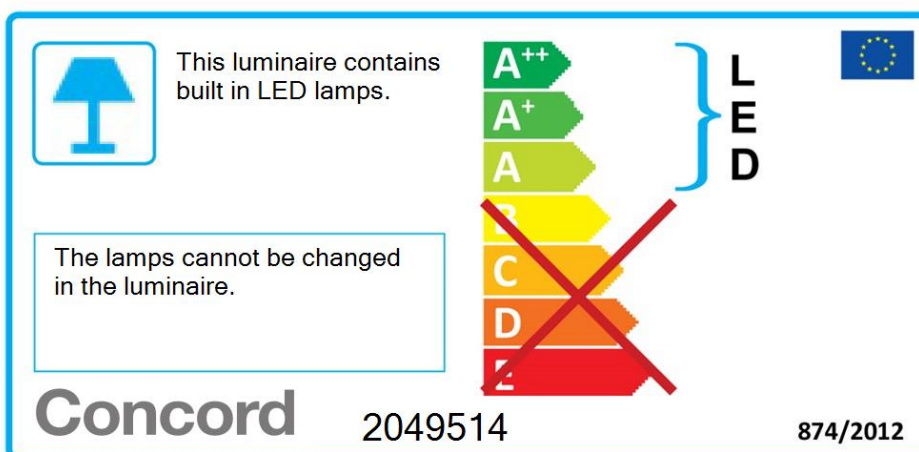 This luminaire contains
built in LED lamps.
A++
A+
A
B
C
D
E
L
E
D
The lamps cannot be changed
in the luminaire.
Concord
2049514
874/2012